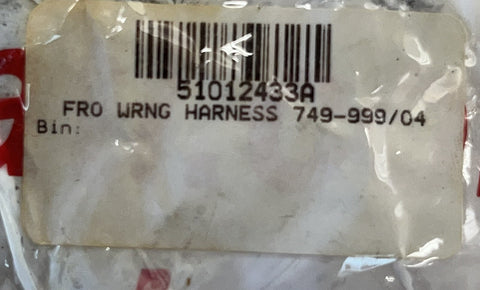 51012433A
FRO WRNG HARNESS 749-999/04
Bin: